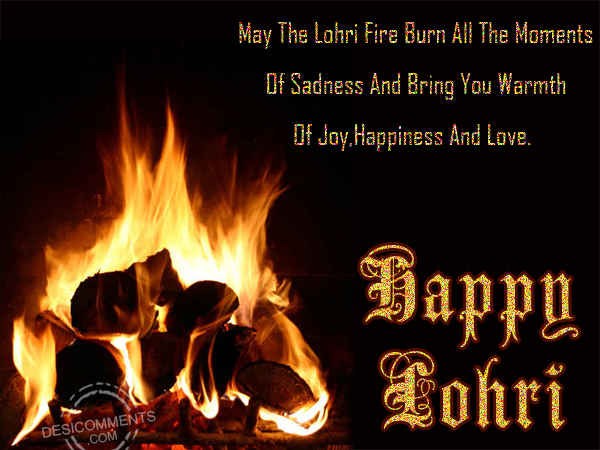 May The Lohri Fire Burn All The Moments
Of Sadness And Bring You Warmth
Of Joy,Happiness And Love.
Happy
Lohri
DESICOMMENTS
.COM